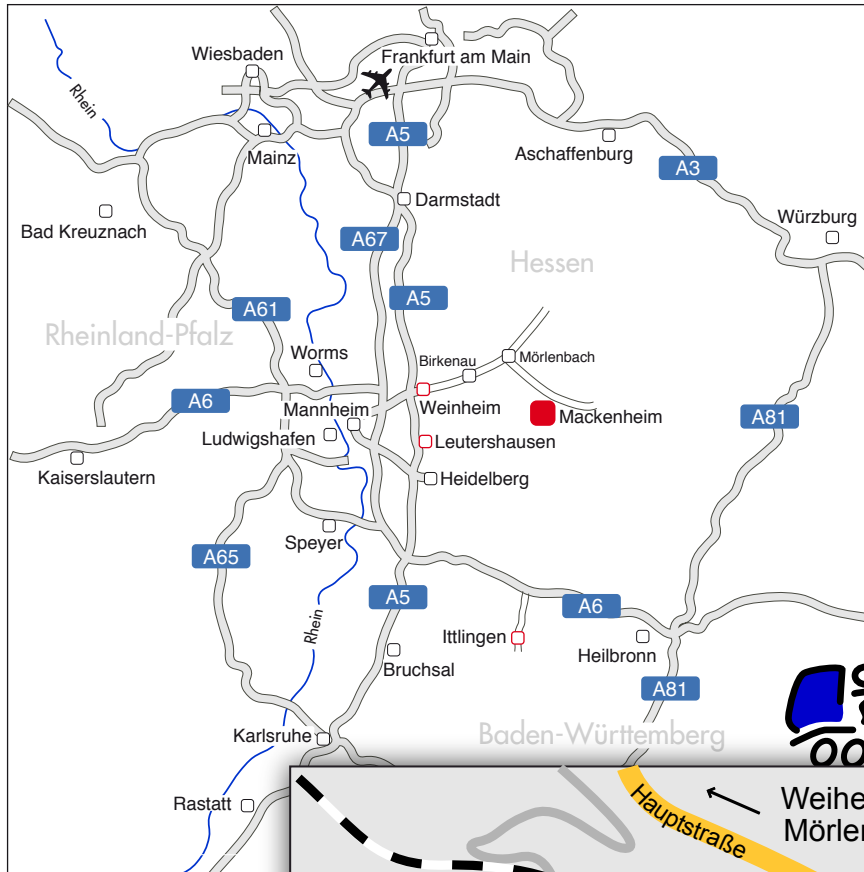 Wiesbaden
Frankfurt am Main
Rhein
A5
Mainz
Aschaffenburg
A3
Darmstadt
Bad Kreuznach
Würzburg
A67
Hessen
A5
A61
Rheinland-Pfalz
Worms
Birkenau
Mörlenbach
A6
Mannheim
Weinheim
Mackenheim
A81
Ludwigshafen
Leutershausen
Kaiserslautern
Heidelberg
Speyer
A65
A5
A6
Rhein
Ittlingen
Heilbronn
Bruchsal
A81
Karlsruhe
Baden-Württemberg
Rastatt
Hauptstraße
Weihe
Mörle